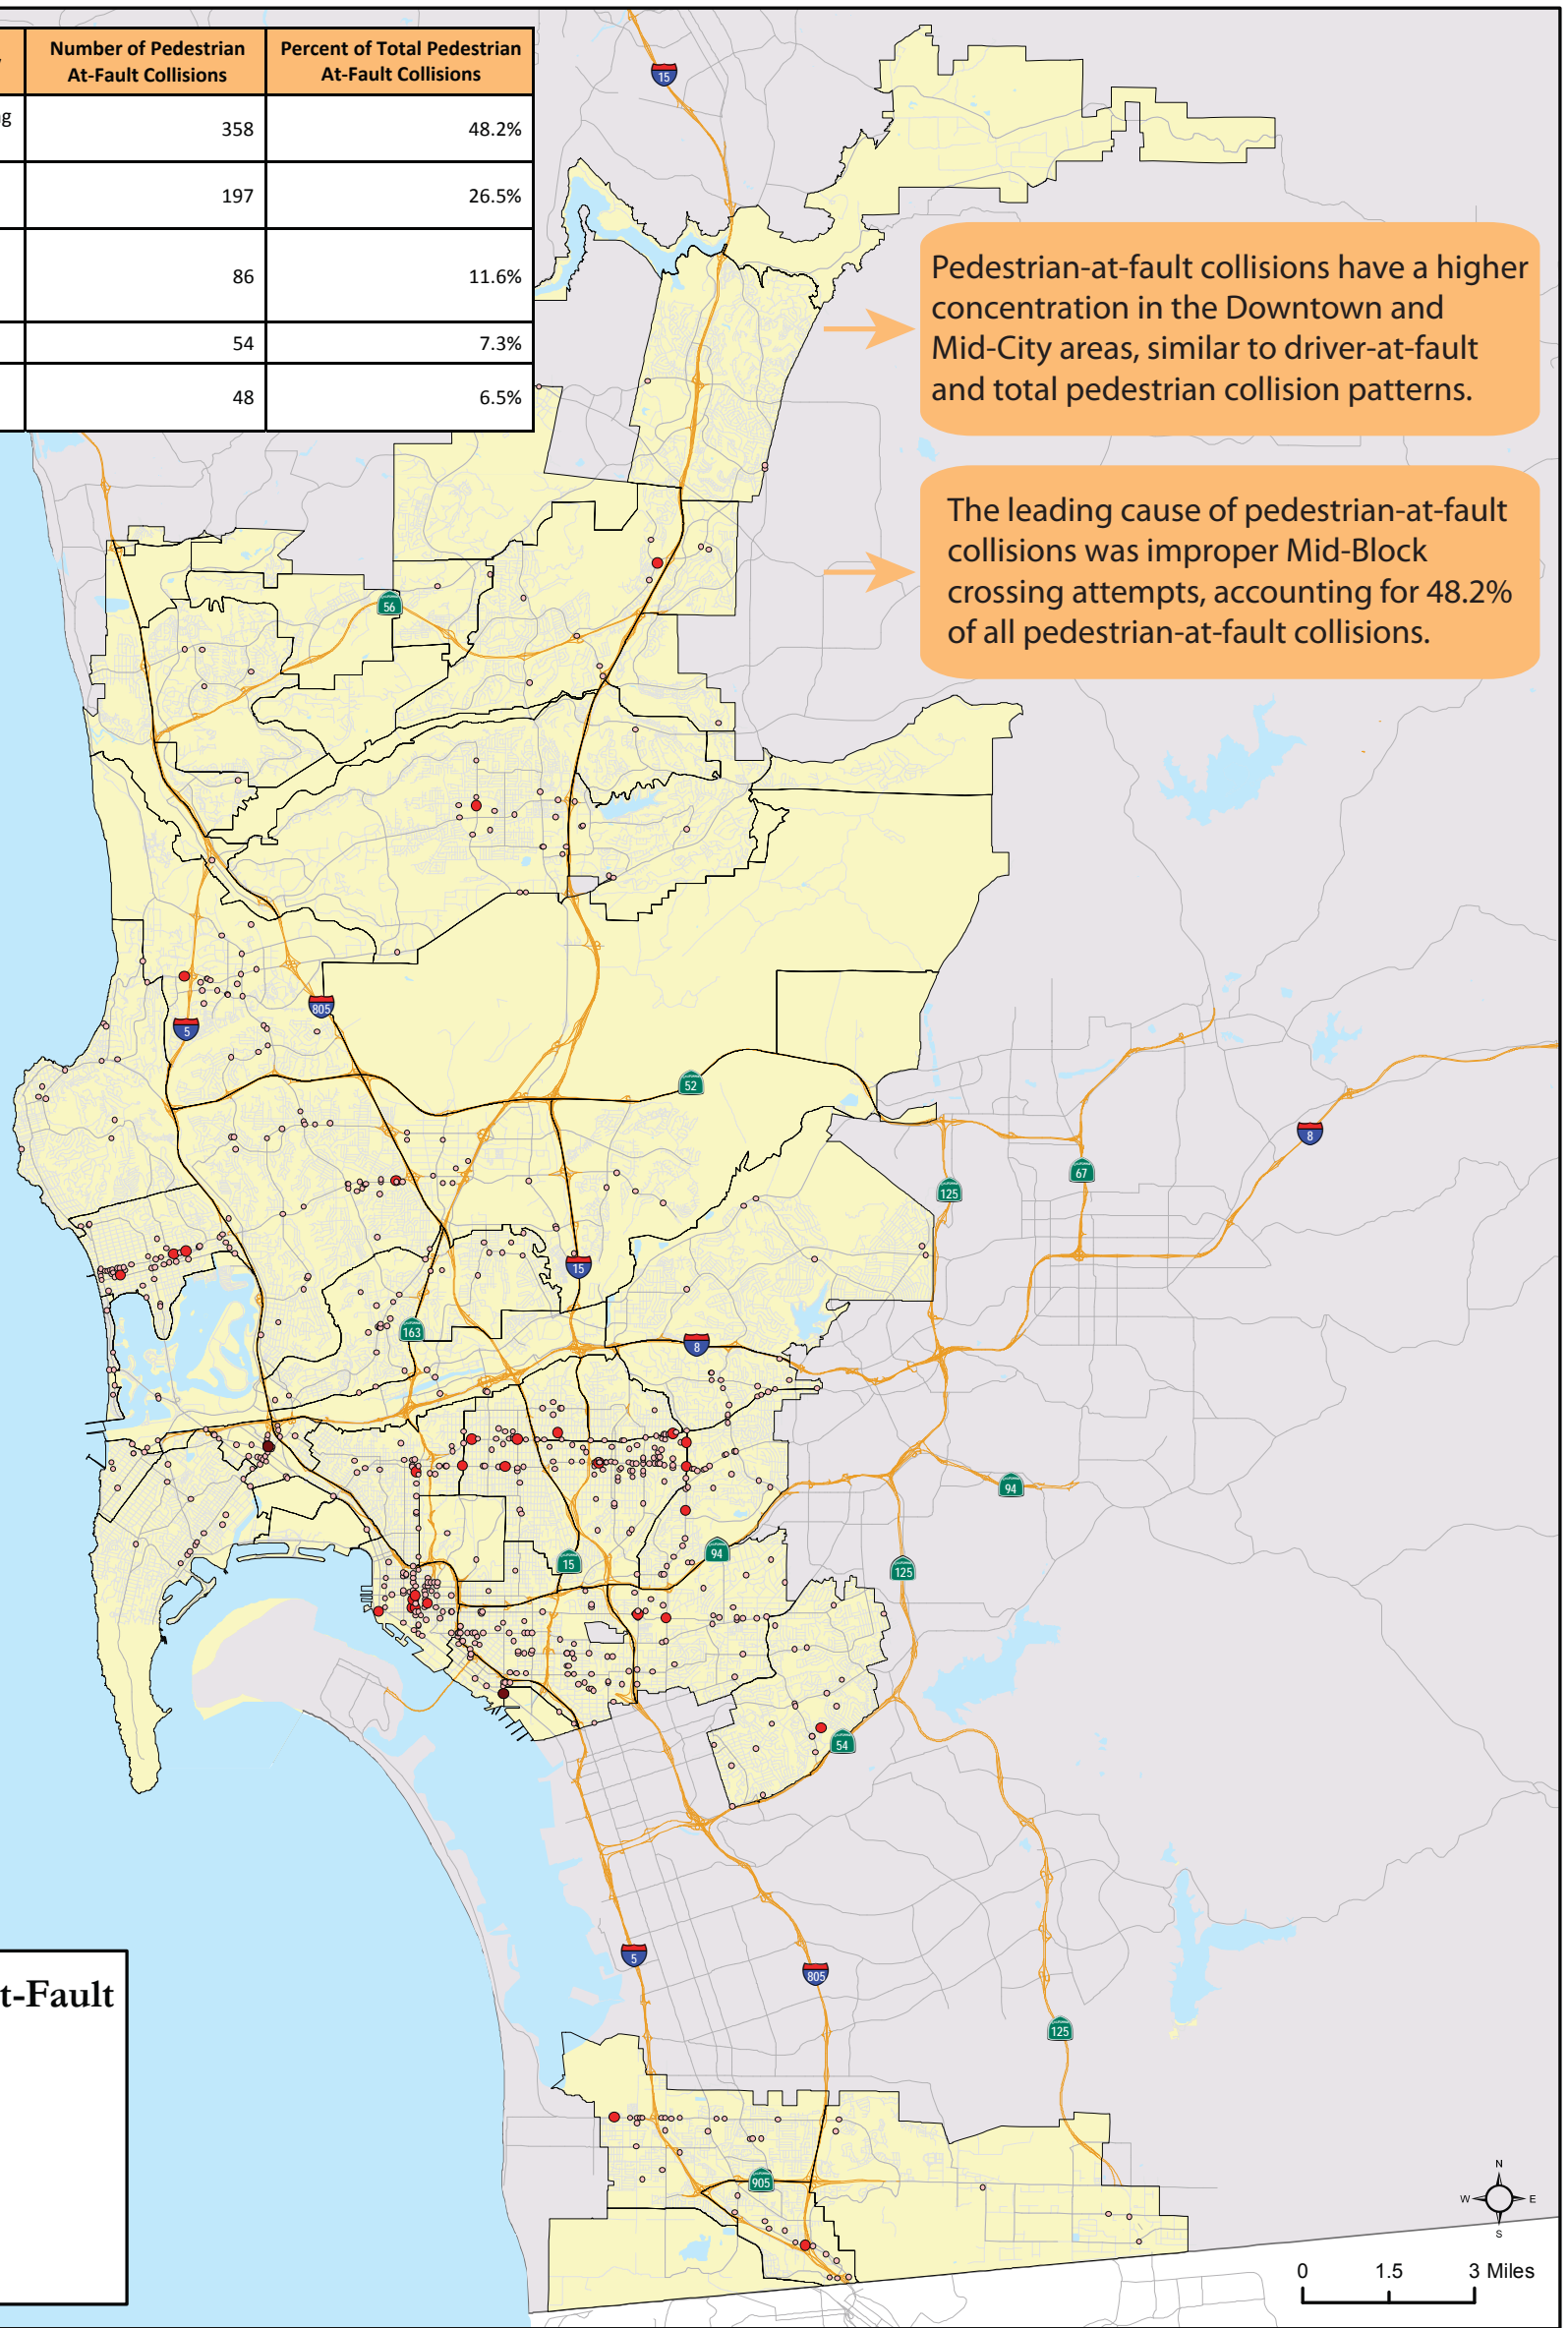 Number of Pedestrian At-Fault Collisions
Percent of Total Pedestrian At-Fault Collisions
358 48.2%
197 26.5%
86 11.6%
54 7.3%
48 6.5%
15
Pedestrian-at-fault collisions have a higher
concentration in the Downtown and
Mid-City areas, similar to driver-at-fault
and total pedestrian collision patterns.
The leading cause of pedestrian-at-fault
collisions was improper Mid-Block
crossing attempts, accounting for 48.2%
of all pedestrian-at-fault collisions.
56
805
5
52
8
67
125
15
163
8
94
15
94
125
54
5
805
125
905
t-Fault
N
W E
S
0 1.5 3 Miles